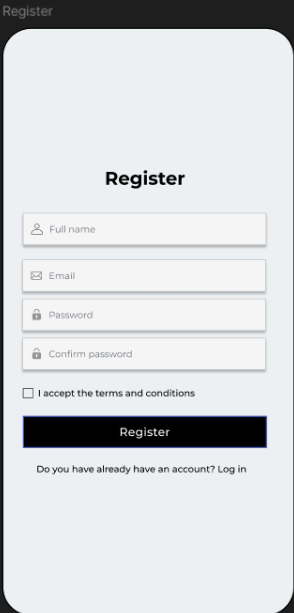 Register
Register
Full name
Email
Password
Confirm password
I accept the terms and conditions
Register
Do you have already have an account? Log in